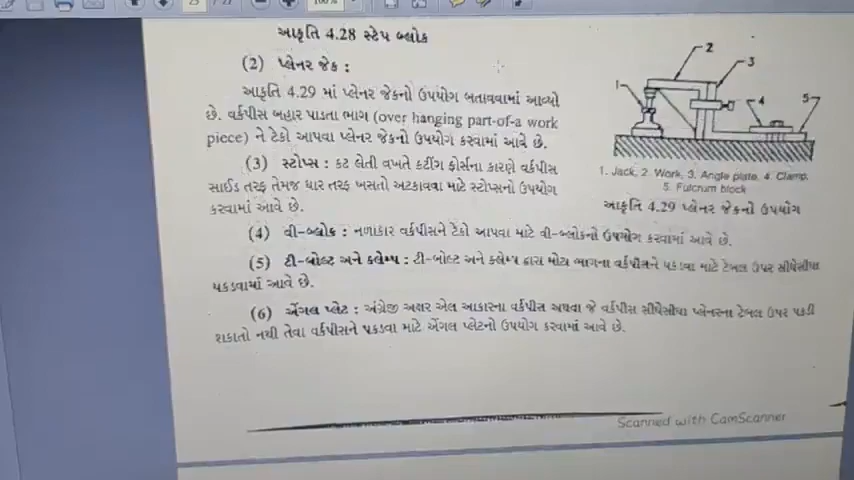 આકૃતિ 4.28 સ્ટેપ બ્લોક
(2) પ્લેનર જેક :
આકૃતિ 4.29 માં પ્લેનર જેકનો ઉપયોગ બતાવવામાં આવ્યો
છે. વર્કપીસ બહાર પાડતા ભાગ (over hanging part-of-a work
piece) ને ટેકો આપવા પ્લેનર જેકનો ઉપયોગ કરવામાં આવે છે.
(3) સ્ટોપ્સ : કટ લેતી વખતે કટીંગ ફોર્સના કારણે વર્કપીસ
સાઈડ તરફ તેમજ ધાર તરફ ખસતો અટકાવવા માટે સ્ટોપ્સનો ઉપયોગ
કરવામાં આવે છે.
1 2 3 4 5
1. Jack, 2. Work, 3. Angle plate, 4. Clamp,
5. Fulcrum block
આકૃતિ 4.29 પ્લેનર જેકનો ઉપયોગ
(4) વી-બ્લોક : નળાકાર વર્કપીસને ટેકો આપવા માટે વી-બ્લોકનો ઉપયોગ કરવામાં આવે છે.
(5) ટી-બોલ્ટ અને ક્લેમ્પ : ટી-બોલ્ટ અને ક્લેમ્પ દ્વારા મોટા ભાગના વર્કપીસને પકડવા માટે ટેબલ ઉપર સીધેસીધા
પકડવામાં આવે છે.
(6) એંગલ પ્લેટ : અંગ્રેજી અક્ષર એલ આકારના વર્કપીસ અથવા જે વર્કપીસ સીધેસીધા પ્લેનરના ટેબલ ઉપર પકડી
શકાતો નથી તેવા વર્કપીસને પકડવા માટે એંગલ પ્લેટનો ઉપયોગ કરવામાં આવે છે.
Scanned with CamScanner